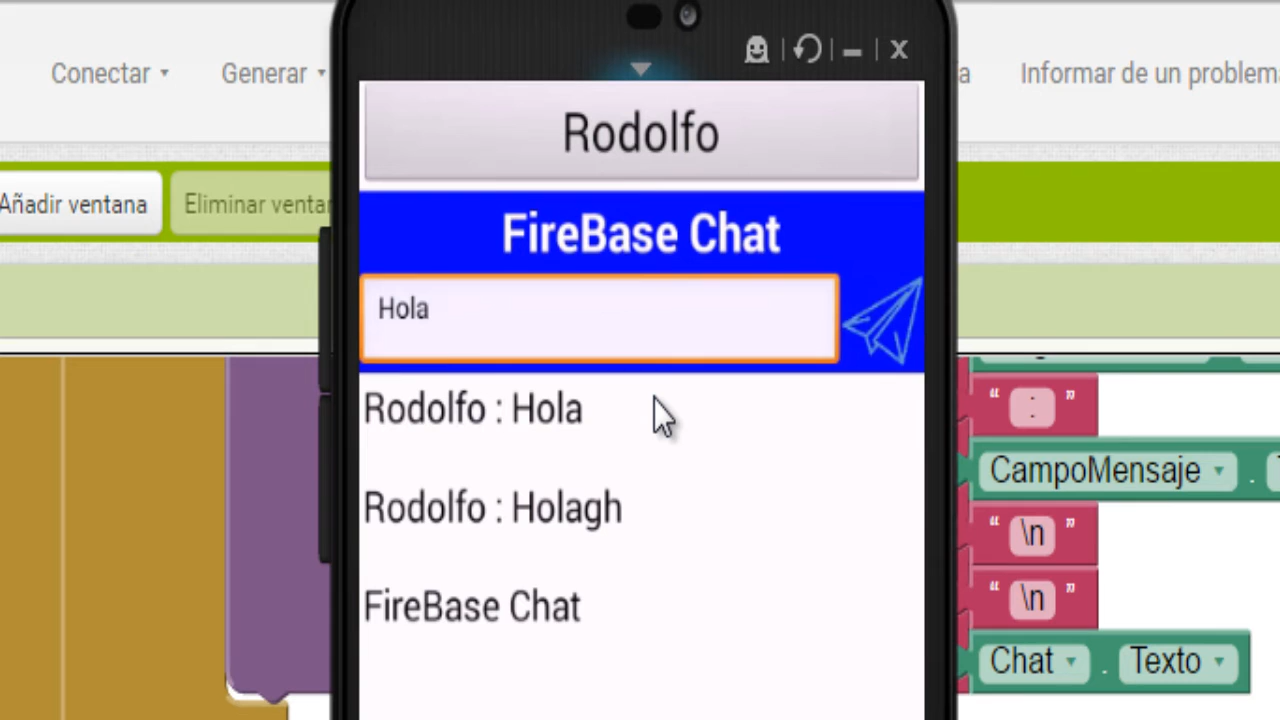 Conectar
Generar
Informar de un problema
Rodolfo
Añadir ventana
Eliminar venta
FireBase Chat
Hola
Rodolfo : Hola
Rodolfo : Holagh
FireBase Chat
“ : ”
CampoMensaje .
“ \n ”
“ \n ”
Chat . Texto